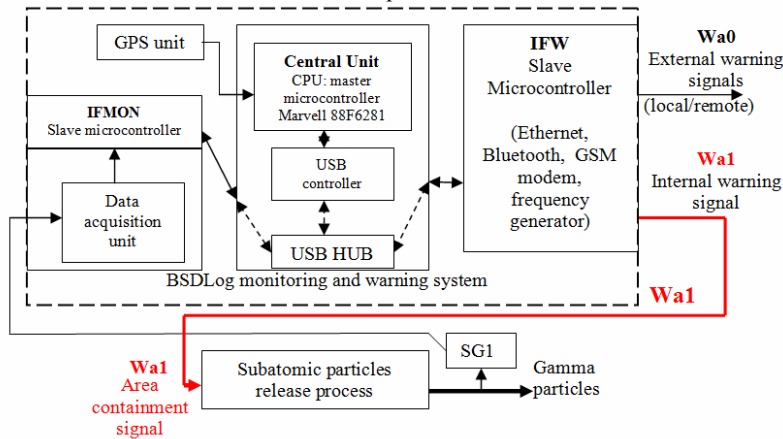 GPS unit
Central Unit
CPU: master
microcontroller
Marvell 88F6281
IFW
Slave
Microcontroller
(Ethernet,
Bluetooth, GSM
modem,
frequency
generator)
Wa0
External warning
signals
(local/remote)
IFMON
Slave microcontroller
Data
acquisition
unit
USB
controller
USB HUB
Wa1
Internal warning
signal
BSDLog monitoring and warning system
Wa1
SG1
Wa1
Area
containment
signal
Subatomic particles
release process
Gamma
particles